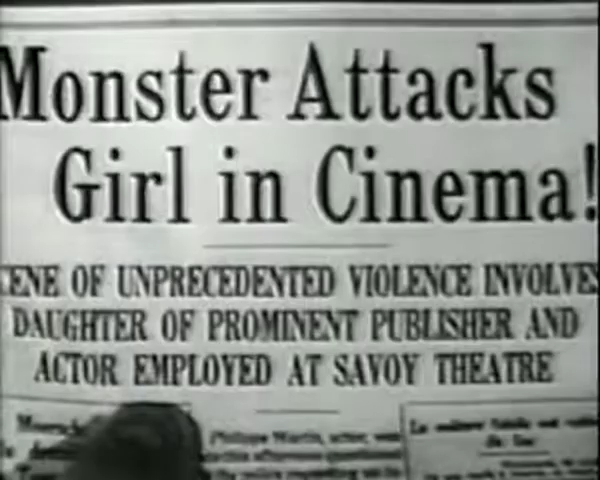 Monster Attacks
Girl in Cinema!
CENE OF UNPRECEDENTED VIOLENCE INVOLVES
DAUGHTER OF PROMINENT PUBLISHER AND
ACTOR EMPLOYED AT SAVOY THEATRE